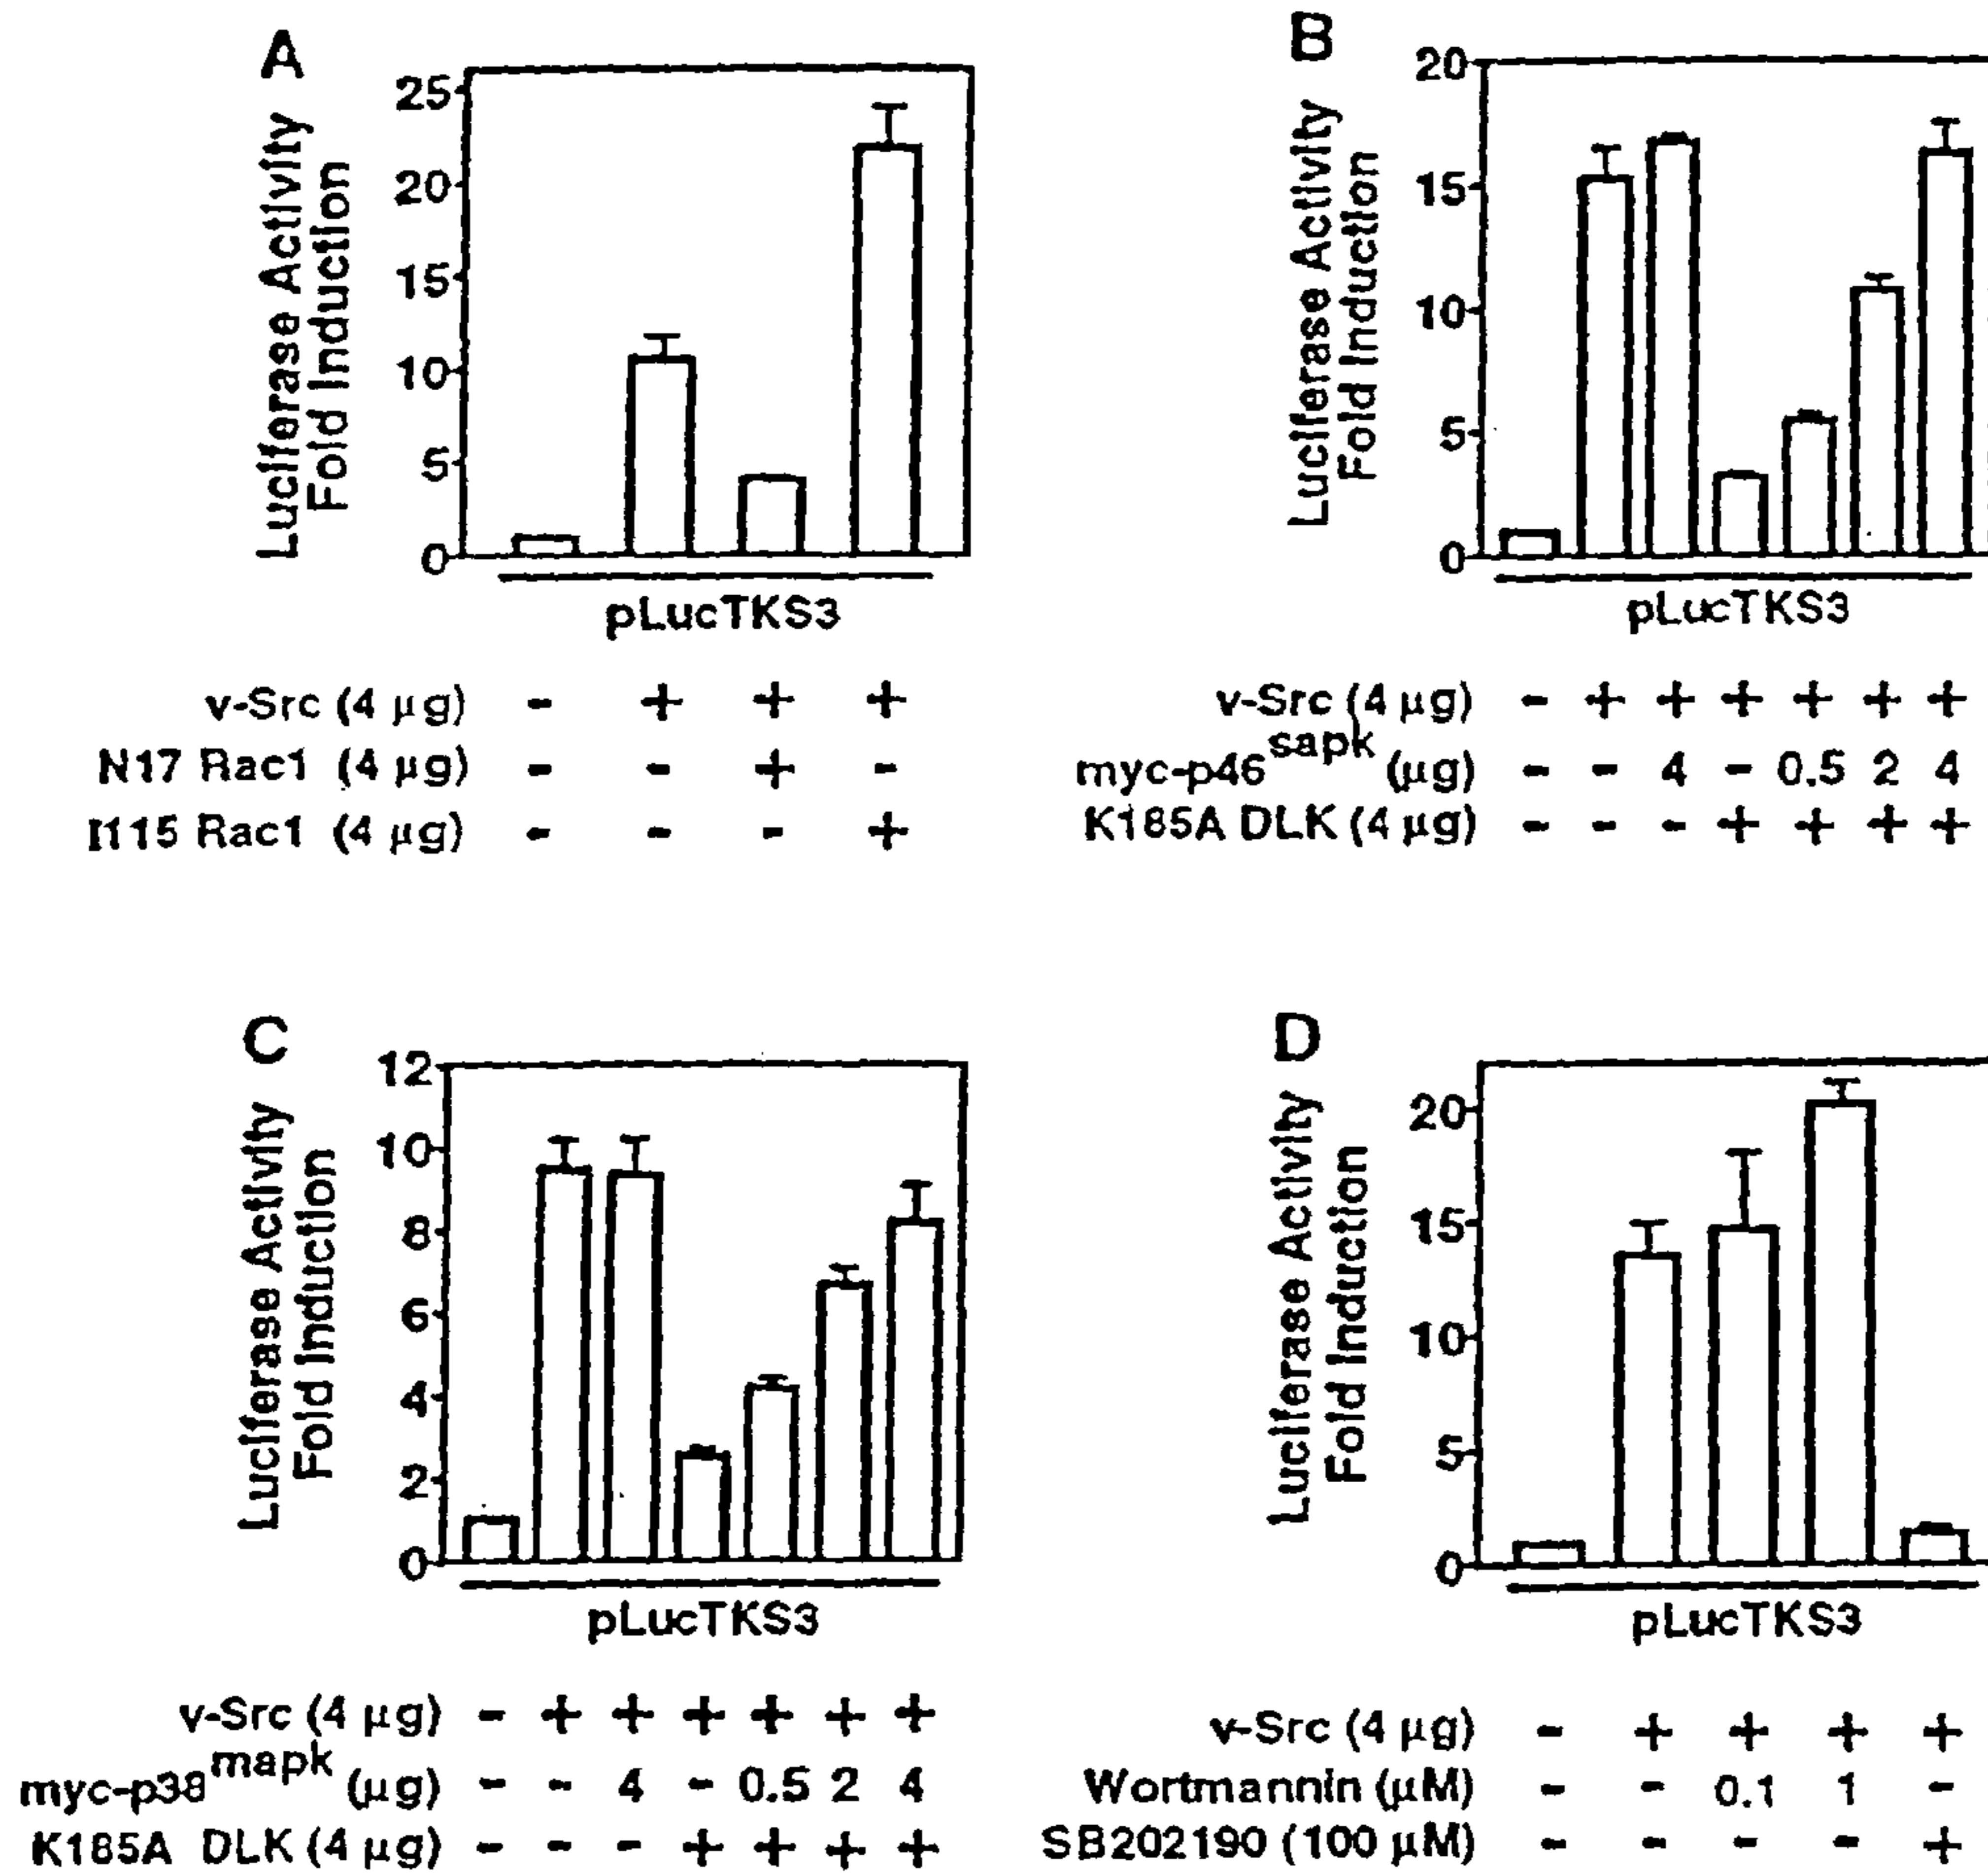 A
Luciferase Activity
Fold Induction
25
20
15
10
5
0
pLucTKS3
v-Src (4 μg) - + + +
N17 Rac1 (4 μg) - - + -
I115 Rac1 (4 μg) - - - +
B
Luciferase Activity
Fold Induction
20
15
10
5
0
pLucTKS3
v-Src (4 μg) - + + + + + +
myc-p46sapk (μg) - - 4 - 0.5 2 4
K185A DLK (4 μg) - - - + + + +
C
Luciferase Activity
Fold Induction
12
10
8
6
4
2
0
pLucTKS3
v-Src (4 μg) - + + + + + +
myc-p38mapk (μg) - - 4 - 0.5 2 4
K185A DLK (4 μg) - - - + + + +
D
Luciferase Activity
Fold Induction
20
15
10
5
0
pLucTKS3
v-Src (4 μg) - + + + +
Wortmannin (μM) - - 0.1 1 -
SB202190 (100 μM) - - - - +